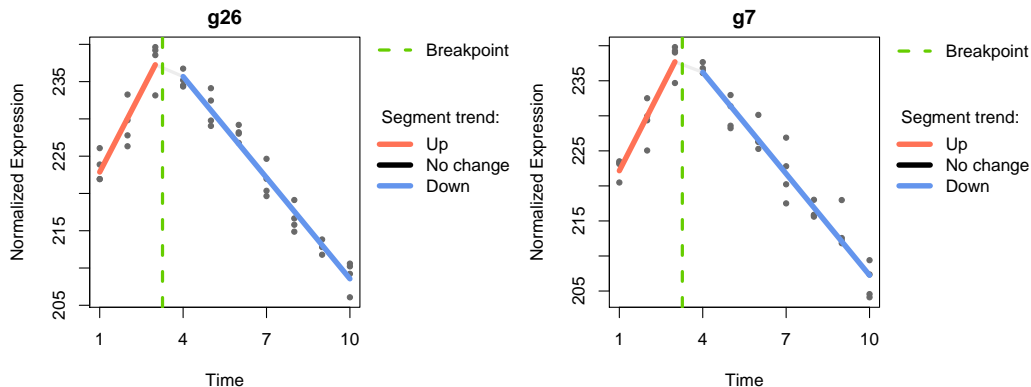 g26
Normalized Expression
235
225
215
205
1 4 7 10
Time
Breakpoint
Segment trend:
Up
No change
Down
g7
Normalized Expression
235
225
215
205
1 4 7 10
Time
Breakpoint
Segment trend:
Up
No change
Down